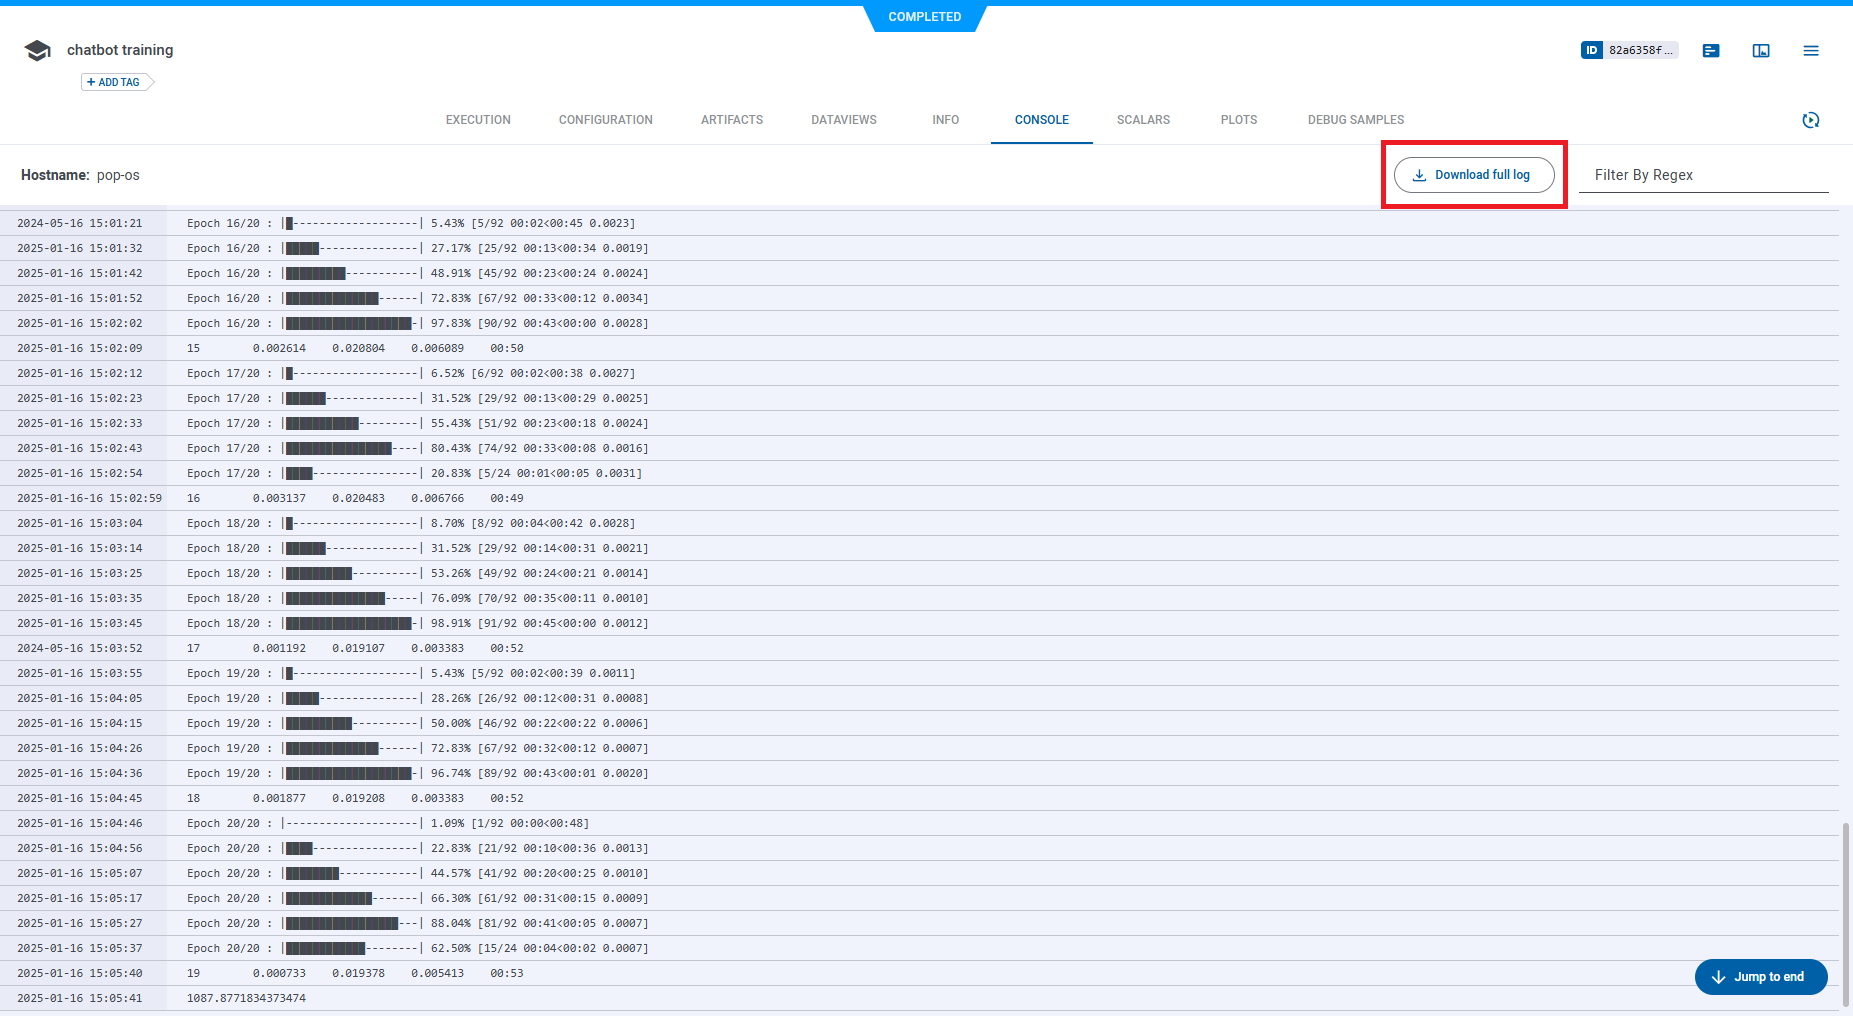 COMPLETED
chatbot training
ID 82a6358f...
+ ADD TAG
EXECUTION CONFIGURATION ARTIFACTS DATAVIEWS INFO CONSOLE SCALARS PLOTS DEBUG SAMPLES
Hostname: pop-os
Download full log
Filter By Regex
2024-05-16 15:01:21 Epoch 16/20 : |█-------------------| 5.43% [5/92 00:02<00:45 0.0023]
2025-01-16 15:01:32 Epoch 16/20 : |█████---------------| 27.17% [25/92 00:13<00:34 0.0019]
2025-01-16 15:01:42 Epoch 16/20 : |█████████-----------| 48.91% [45/92 00:23<00:24 0.0024]
2025-01-16 15:01:52 Epoch 16/20 : |██████████████------| 72.83% [67/92 00:33<00:12 0.0034]
2025-01-16 15:02:02 Epoch 16/20 : |███████████████████-| 97.83% [90/92 00:43<00:00 0.0028]
2025-01-16 15:02:09 15 0.002614 0.020804 0.006089 00:50
2025-01-16 15:02:12 Epoch 17/20 : |█-------------------| 6.52% [6/92 00:02<00:38 0.0027]
2025-01-16 15:02:23 Epoch 17/20 : |██████--------------| 31.52% [29/92 00:13<00:29 0.0025]
2025-01-16 15:02:33 Epoch 17/20 : |███████████---------| 55.43% [51/92 00:23<00:18 0.0024]
2025-01-16 15:02:43 Epoch 17/20 : |████████████████----| 80.43% [74/92 00:33<00:08 0.0016]
2025-01-16 15:02:54 Epoch 17/20 : |████----------------| 20.83% [5/24 00:01<00:05 0.0031]
2025-01-16-16 15:02:59 16 0.003137 0.020483 0.006766 00:49
2025-01-16 15:03:04 Epoch 18/20 : |█-------------------| 8.70% [8/92 00:04<00:42 0.0028]
2025-01-16 15:03:14 Epoch 18/20 : |██████--------------| 31.52% [29/92 00:14<00:31 0.0021]
2025-01-16 15:03:25 Epoch 18/20 : |██████████----------| 53.26% [49/92 00:24<00:21 0.0014]
2025-01-16 15:03:35 Epoch 18/20 : |███████████████-----| 76.09% [70/92 00:35<00:11 0.0010]
2025-01-16 15:03:45 Epoch 18/20 : |███████████████████-| 98.91% [91/92 00:45<00:00 0.0012]
2024-05-16 15:03:52 17 0.001192 0.019107 0.003383 00:52
2025-01-16 15:03:55 Epoch 19/20 : |█-------------------| 5.43% [5/92 00:02<00:39 0.0011]
2025-01-16 15:04:05 Epoch 19/20 : |█████---------------| 28.26% [26/92 00:12<00:31 0.0008]
2025-01-16 15:04:15 Epoch 19/20 : |██████████----------| 50.00% [46/92 00:22<00:22 0.0006]
2025-01-16 15:04:26 Epoch 19/20 : |██████████████------| 72.83% [67/92 00:32<00:12 0.0007]
2025-01-16 15:04:36 Epoch 19/20 : |███████████████████-| 96.74% [89/92 00:43<00:01 0.0020]
2025-01-16 15:04:45 18 0.001877 0.019208 0.003383 00:52
2025-01-16 15:04:46 Epoch 20/20 : |--------------------| 1.09% [1/92 00:00<00:48]
2025-01-16 15:04:56 Epoch 20/20 : |████----------------| 22.83% [21/92 00:10<00:36 0.0013]
2025-01-16 15:05:07 Epoch 20/20 : |████████------------| 44.57% [41/92 00:20<00:25 0.0010]
2025-01-16 15:05:17 Epoch 20/20 : |█████████████-------| 66.30% [61/92 00:31<00:15 0.0009]
2025-01-16 15:05:27 Epoch 20/20 : |█████████████████---| 88.04% [81/92 00:41<00:05 0.0007]
2025-01-16 15:05:37 Epoch 20/20 : |████████████--------| 62.50% [15/24 00:04<00:02 0.0007]
2025-01-16 15:05:40 19 0.000733 0.019378 0.005413 00:53
2025-01-16 15:05:41 1087.8771834373474
Jump to end